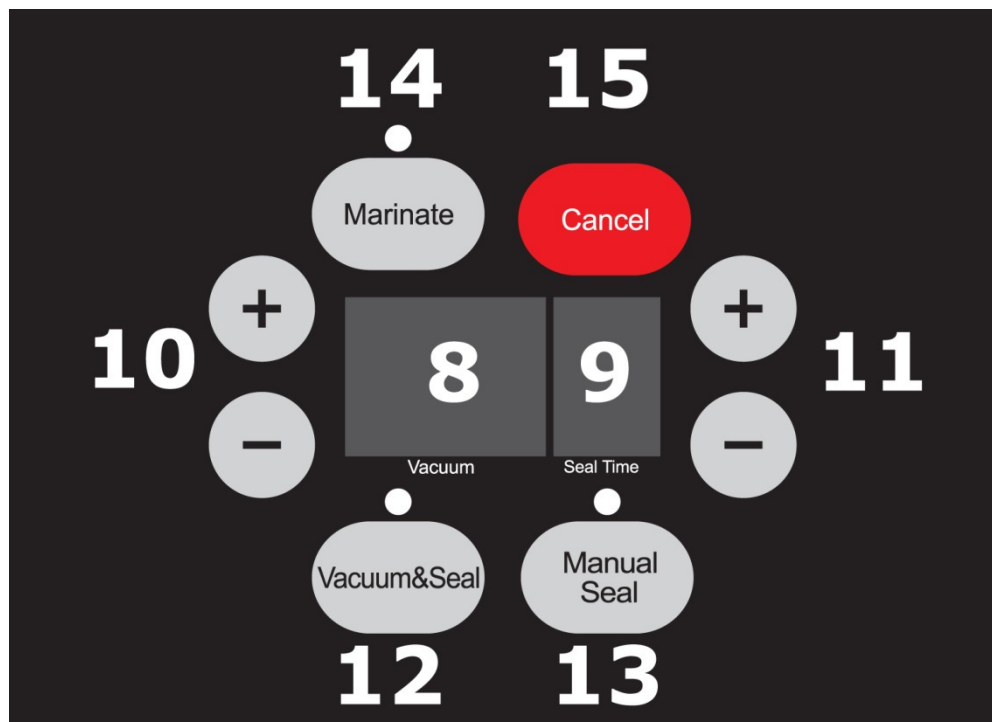 14
15
Marinate
Cancel
+
+
10
8
9
11
−
−
Vacuum
Seal Time
Vacuum&Seal
Manual
Seal
12
13